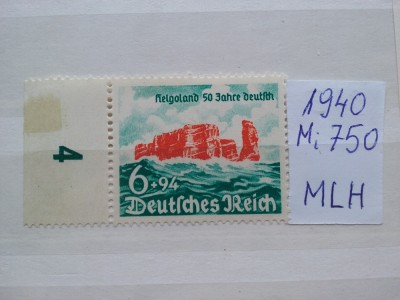 Helgoland 50 Jahre deutsch
6+94
Deutsches Reich
4
1940
Mi 750
MLH